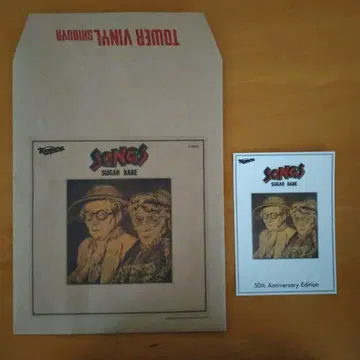 TOWER VINYL SHIBUYA
SONGS
SUGAR BABE
SONGS
SUGAR BABE
50th Anniversary Edition